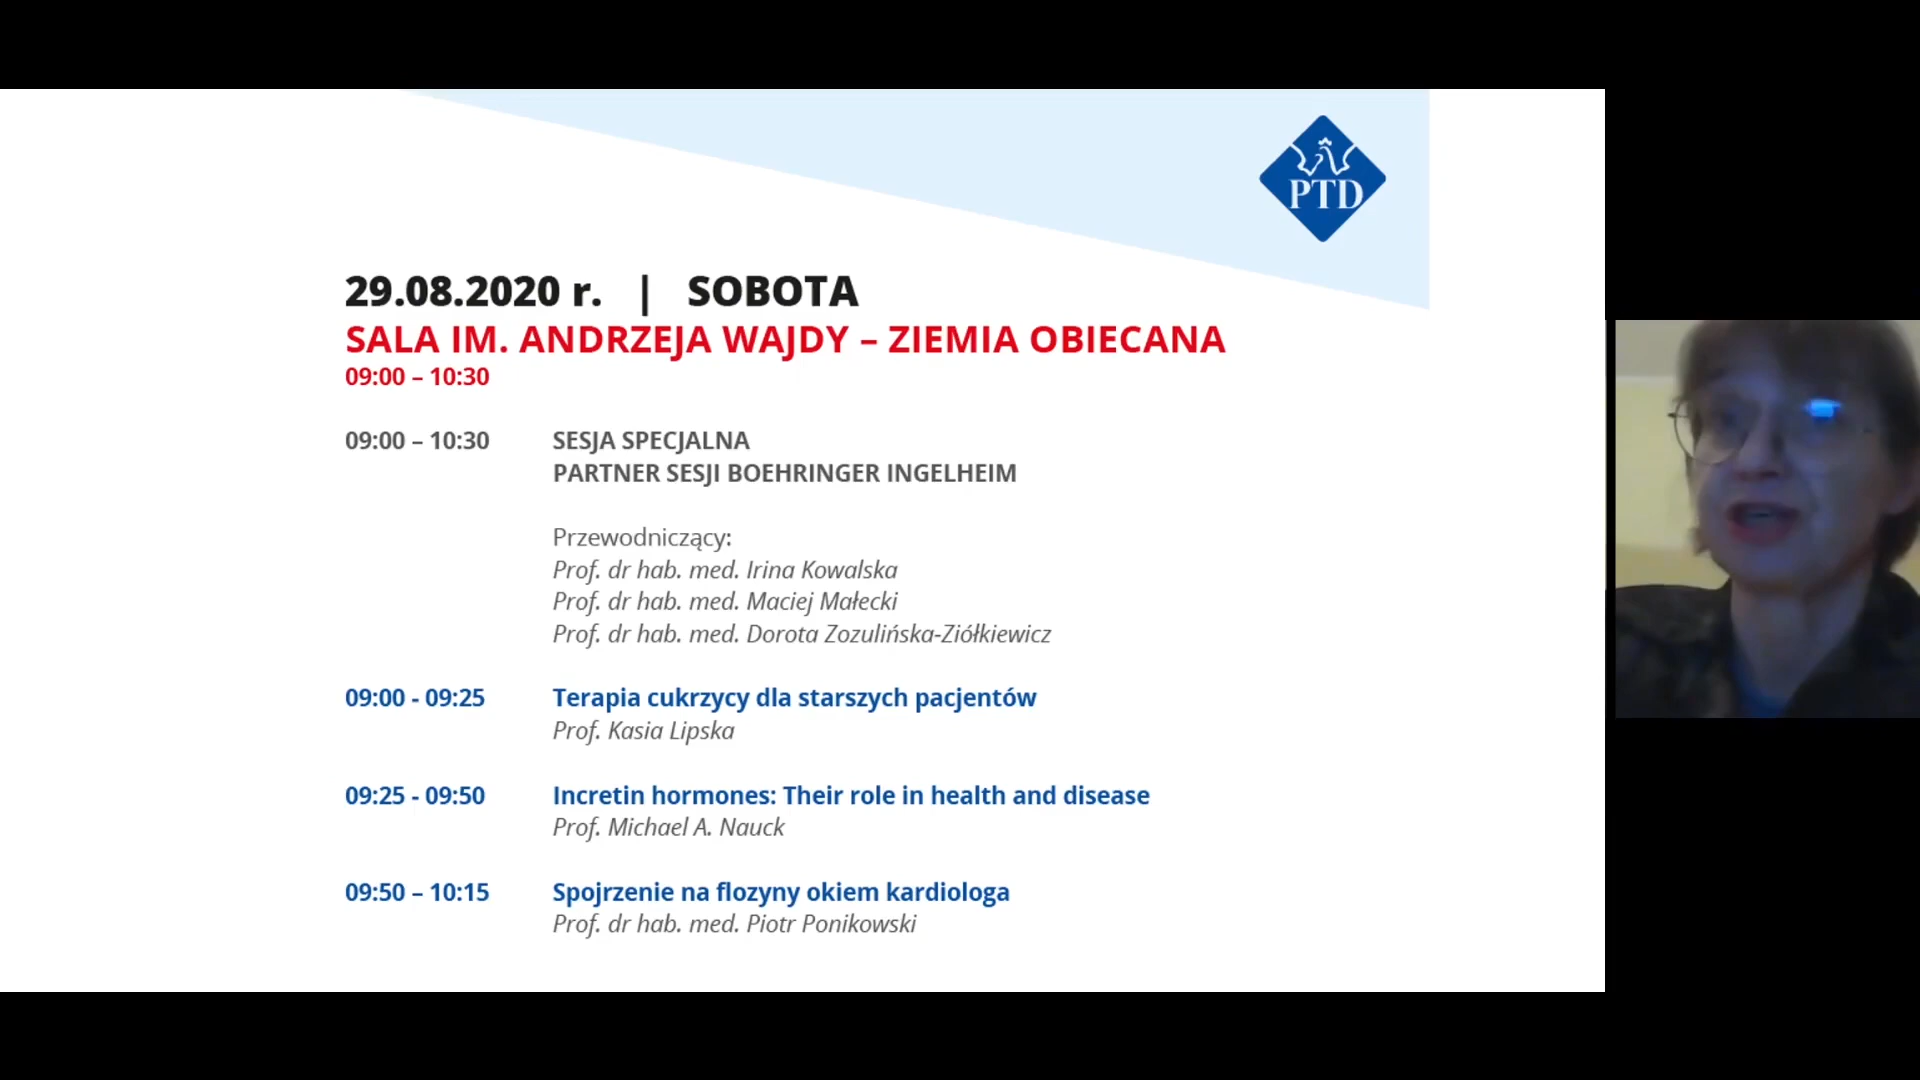 PTD
29.08.2020 r. | SOBOTA
SALA IM. ANDRZEJA WAJDY – ZIEMIA OBIECANA
09:00 – 10:30
09:00 – 10:30 SESJA SPECJALNA
PARTNER SESJI BOEHRINGER INGELHEIM
Przewodniczący:
Prof. dr hab. med. Irina Kowalska
Prof. dr hab. med. Maciej Małecki
Prof. dr hab. med. Dorota Zozulińska-Ziółkiewicz
09:00 - 09:25 Terapia cukrzycy dla starszych pacjentów
Prof. Kasia Lipska
09:25 - 09:50 Incretin hormones: Their role in health and disease
Prof. Michael A. Nauck
09:50 – 10:15 Spojrzenie na flozyny okiem kardiologa
Prof. dr hab. med. Piotr Ponikowski